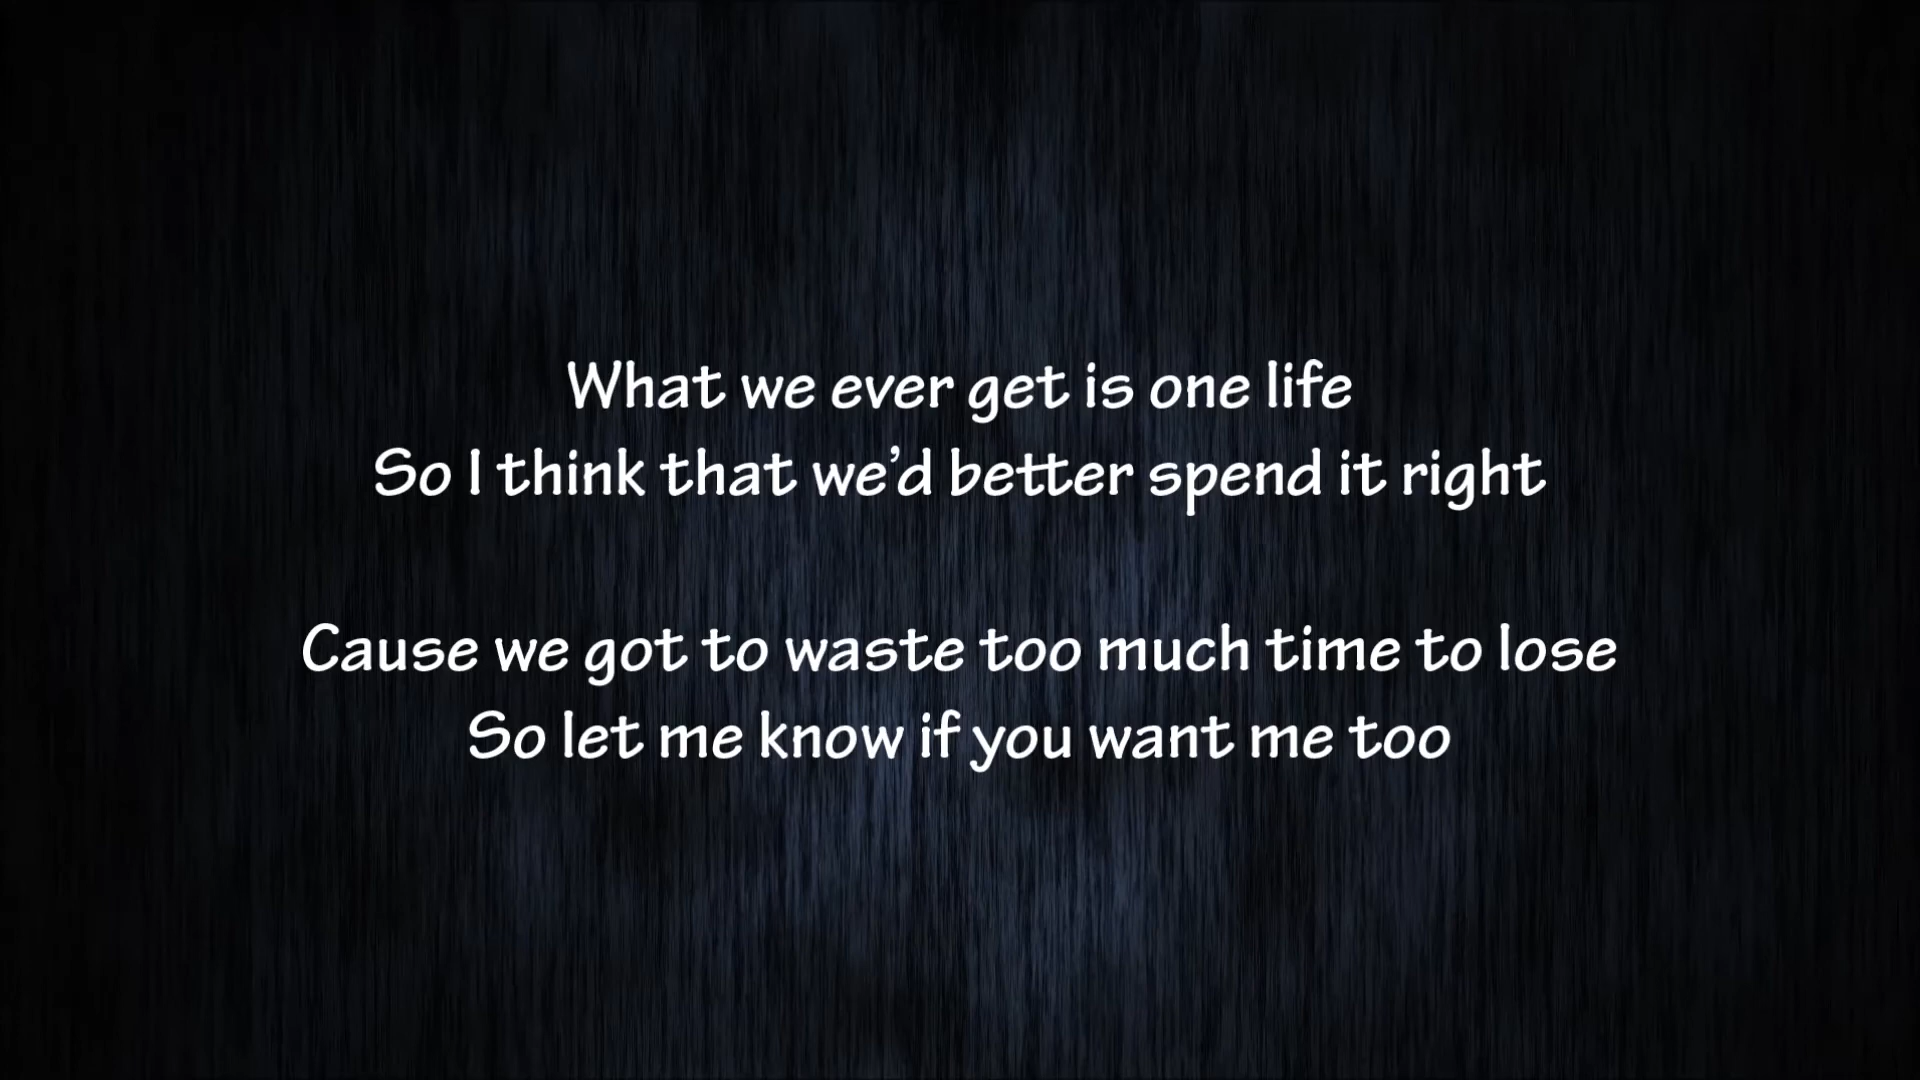 What we ever get is one life
So I think that we'd better spend it right
Cause we got to waste too much time to lose
So let me know if you want me too